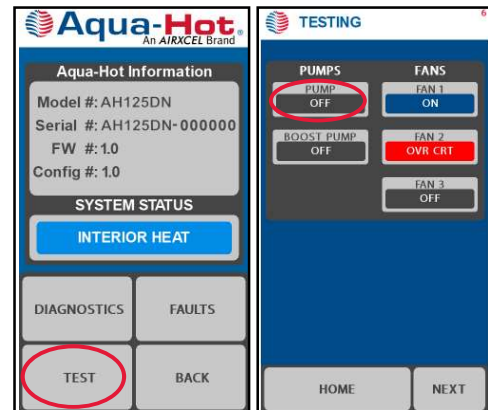 Aqua-Hot®
An AIRXCEL Brand
Aqua-Hot Information
Model #: AH125DN
Serial #: AH125DN-000000
FW #: 1.0
Config #: 1.0
SYSTEM STATUS
INTERIOR HEAT
DIAGNOSTICS
FAULTS
TEST
BACK
TESTING
6
PUMPS
FANS
PUMP
OFF
FAN 1
ON
BOOST PUMP
OFF
FAN 2
OVR CRT
FAN 3
OFF
HOME
NEXT